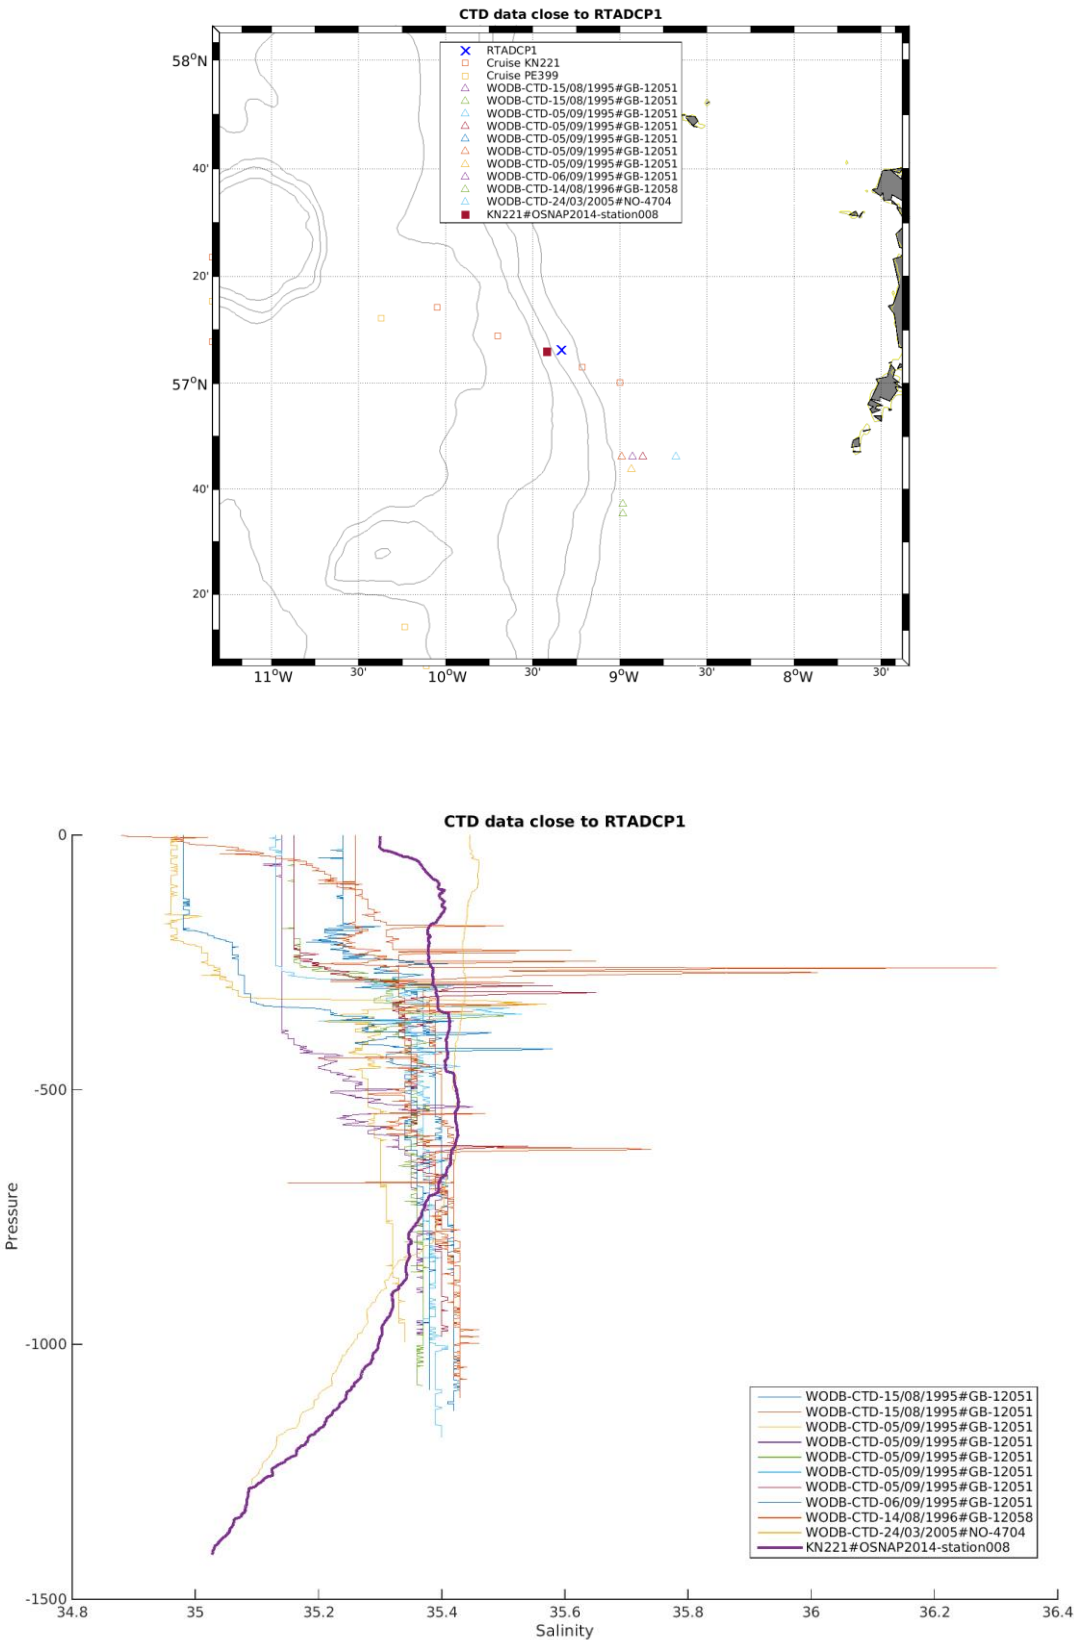 CTD data close to RTADCP1
RTADCP1
Cruise KN221
Cruise PE399
WODB-CTD-15/08/1995#GB-12051
WODB-CTD-15/08/1995#GB-12051
WODB-CTD-05/09/1995#GB-12051
WODB-CTD-05/09/1995#GB-12051
WODB-CTD-05/09/1995#GB-12051
WODB-CTD-05/09/1995#GB-12051
WODB-CTD-05/09/1995#GB-12051
WODB-CTD-06/09/1995#GB-12051
WODB-CTD-14/08/1996#GB-12058
WODB-CTD-24/03/2005#NO-4704
KN221#OSNAP2014-station008
58°N
40'
20'
57°N
40'
20'
11°W 30' 10°W 30' 9°W 30' 8°W 30'
CTD data close to RTADCP1
0
-500
-1000
-1500
Pressure
WODB-CTD-15/08/1995#GB-12051
WODB-CTD-15/08/1995#GB-12051
WODB-CTD-05/09/1995#GB-12051
WODB-CTD-05/09/1995#GB-12051
WODB-CTD-05/09/1995#GB-12051
WODB-CTD-05/09/1995#GB-12051
WODB-CTD-05/09/1995#GB-12051
WODB-CTD-06/09/1995#GB-12051
WODB-CTD-14/08/1996#GB-12058
WODB-CTD-24/03/2005#NO-4704
KN221#OSNAP2014-station008
34.8 35 35.2 35.4 35.6 35.8 36 36.2 36.4
Salinity